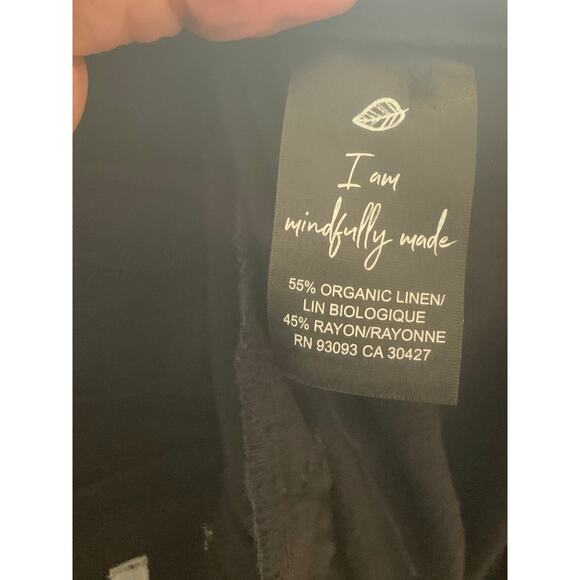 I am
mindfully made
55% ORGANIC LINEN/
LIN BIOLOGIQUE
45% RAYON/RAYONNE
RN 93093 CA 30427